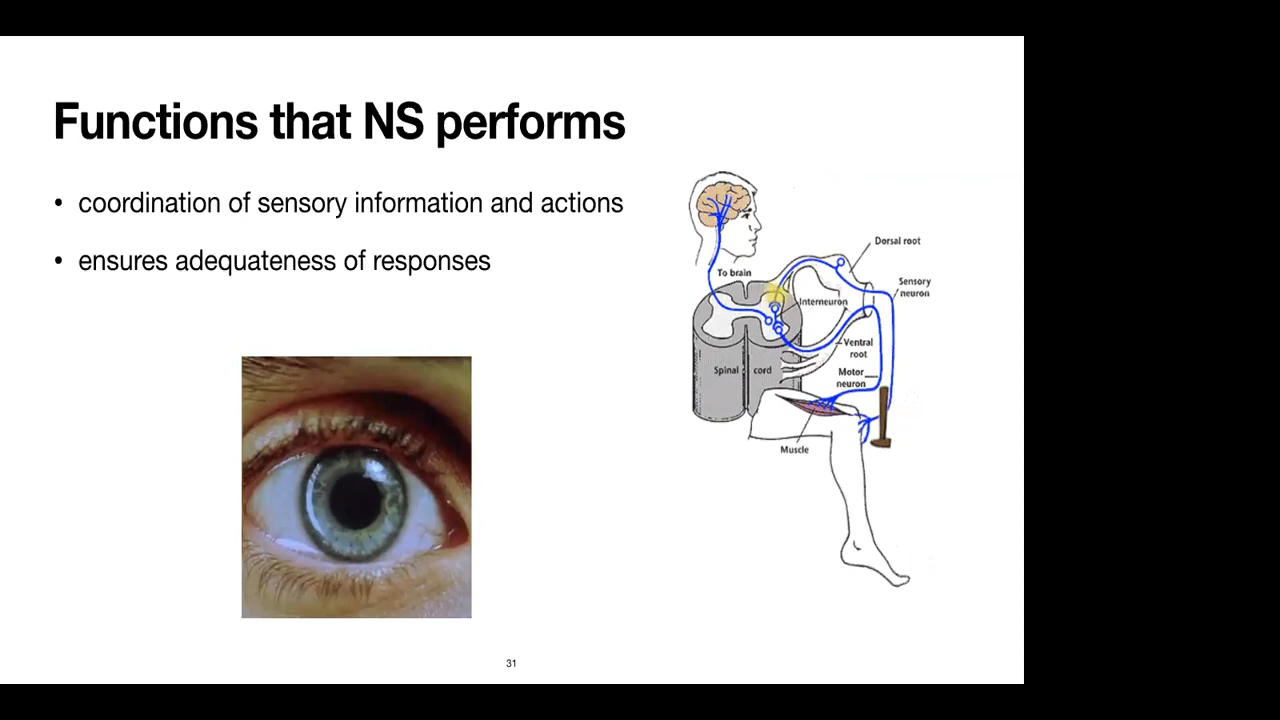 Functions that NS performs
• coordination of sensory information and actions
• ensures adequateness of responses
Dorsal root
To brain
Sensory
neuron
Interneuron
Ventral
root
Spinal cord
Motor
neuron
Muscle
31